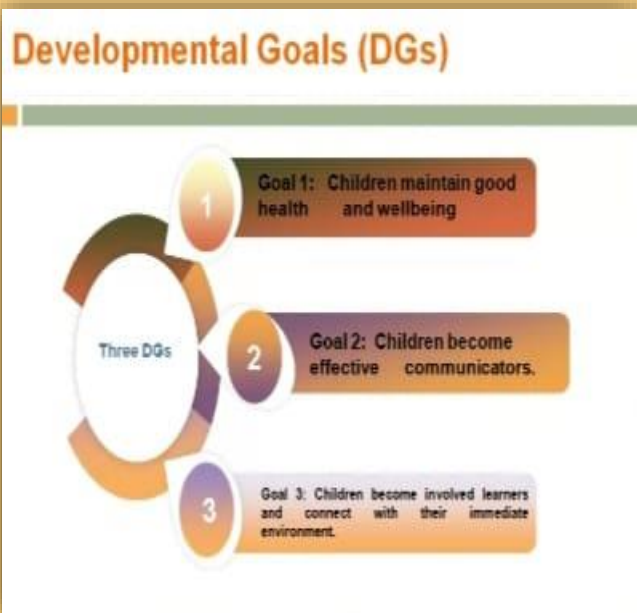 Developmental Goals (DGs)
1
Goal 1: Children maintain good
health and wellbeing
Three DGs
2
Goal 2: Children become
effective communicators.
3
Goal 3: Children become involved learners
and connect with their immediate
environment.